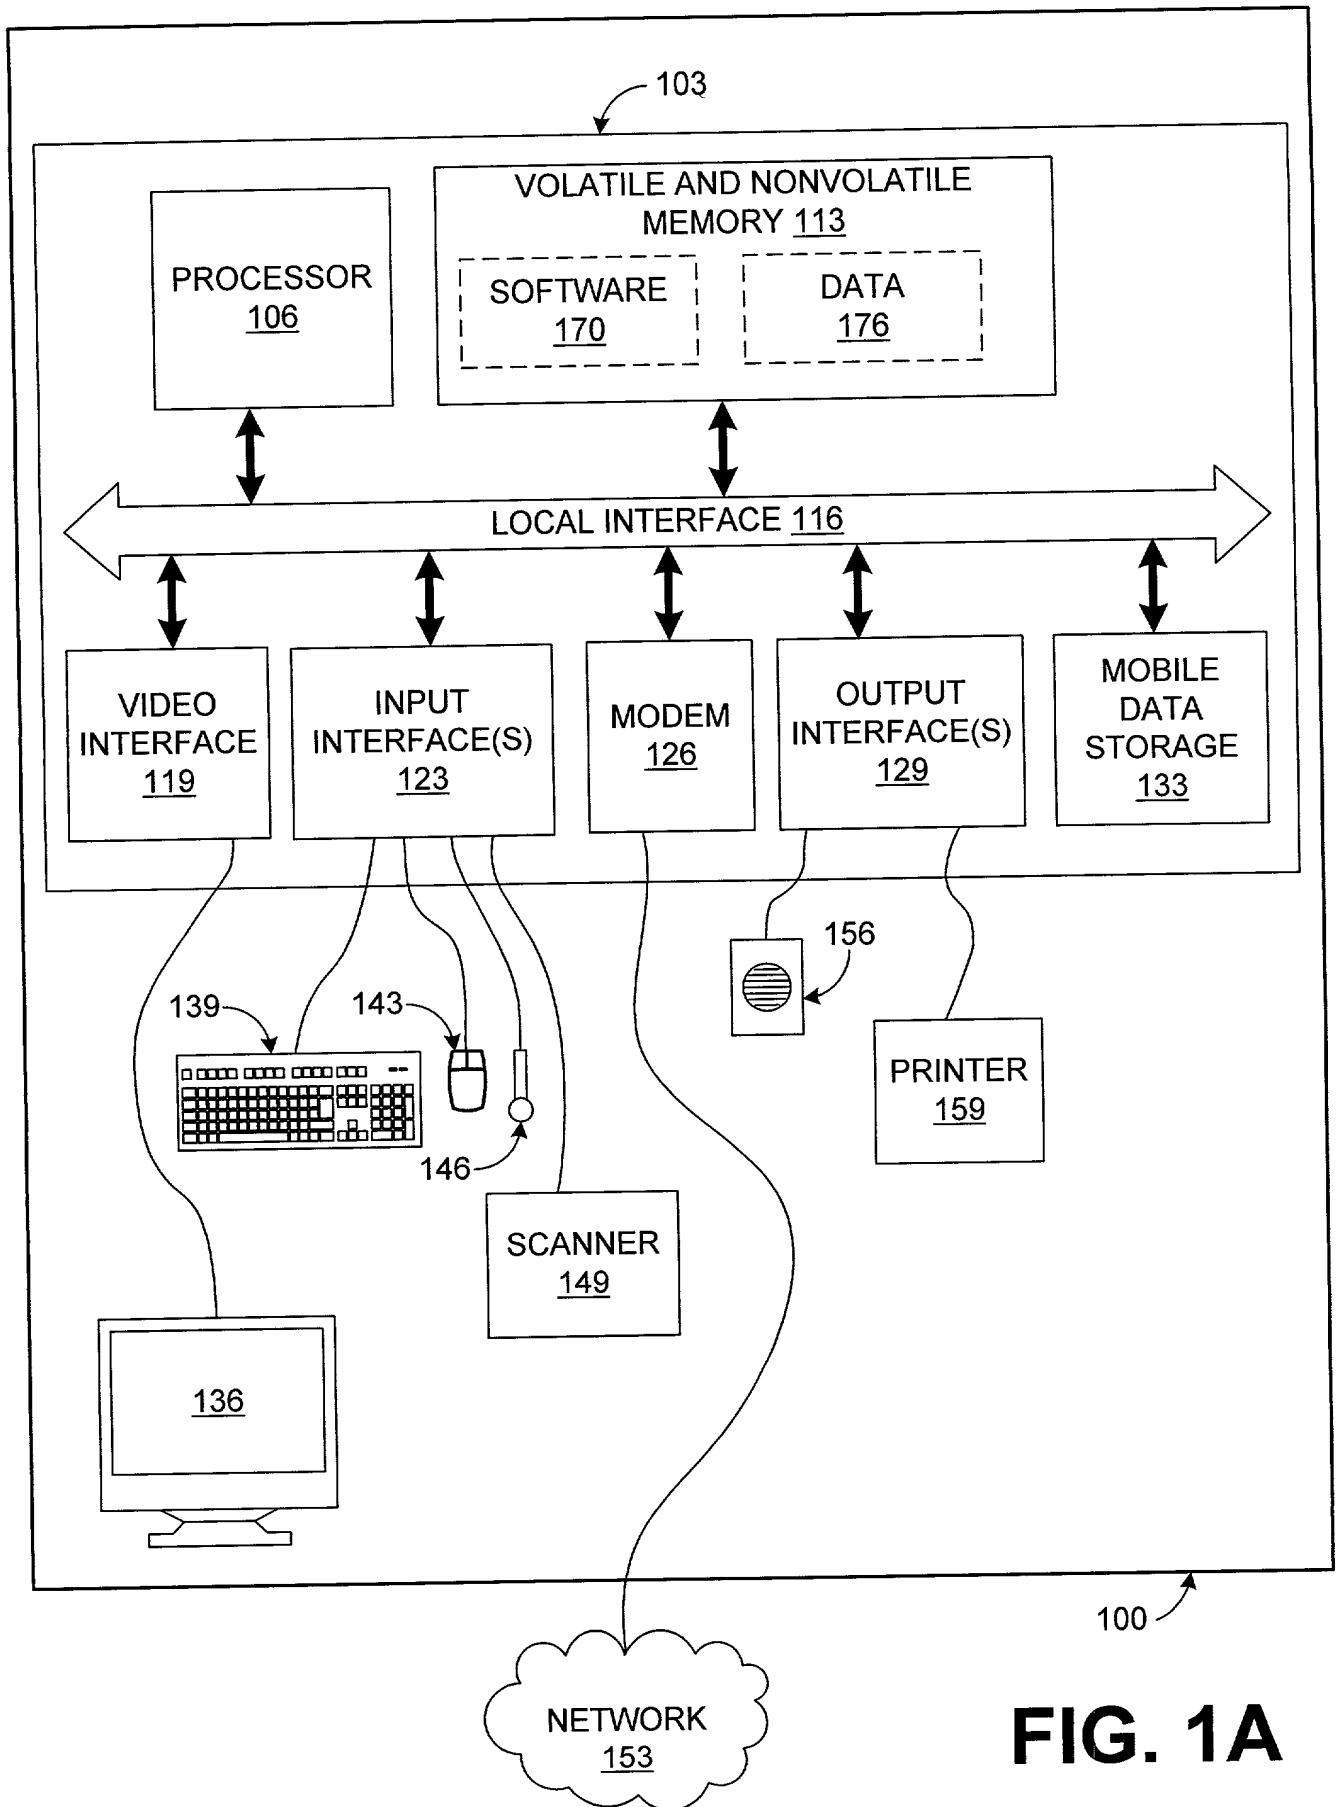 103
VOLATILE AND NONVOLATILE
MEMORY 113
PROCESSOR
106
SOFTWARE
170
DATA
176
LOCAL INTERFACE 116
VIDEO
INTERFACE
119
INPUT
INTERFACE(S)
123
MODEM
126
OUTPUT
INTERFACE(S)
129
MOBILE
DATA
STORAGE
133
156
139
143
PRINTER
159
146
SCANNER
149
136
100
NETWORK
153
FIG. 1A